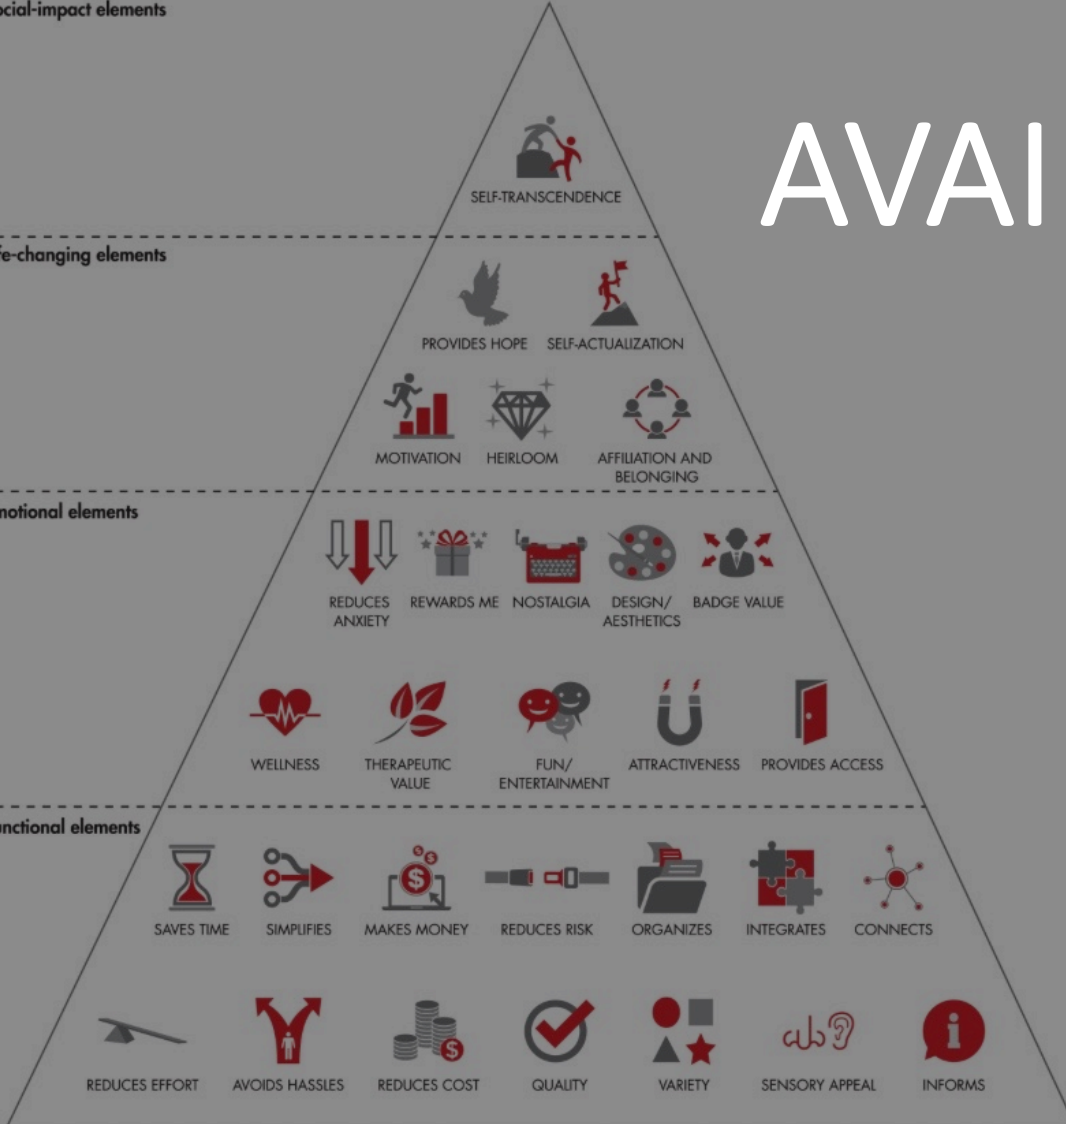 ocial-impact elements
AVAI
SELF-TRANSCENDENCE
fe-changing elements
PROVIDES HOPE SELF-ACTUALIZATION
MOTIVATION HEIRLOOM AFFILIATION AND
BELONGING
notional elements
REDUCES REWARDS ME NOSTALGIA DESIGN/ BADGE VALUE
ANXIETY AESTHETICS
WELLNESS THERAPEUTIC FUN/ ATTRACTIVENESS PROVIDES ACCESS
VALUE ENTERTAINMENT
unctional elements
SAVES TIME SIMPLIFIES MAKES MONEY REDUCES RISK ORGANIZES INTEGRATES CONNECTS
REDUCES EFFORT AVOIDS HASSLES REDUCES COST QUALITY VARIETY SENSORY APPEAL INFORMS